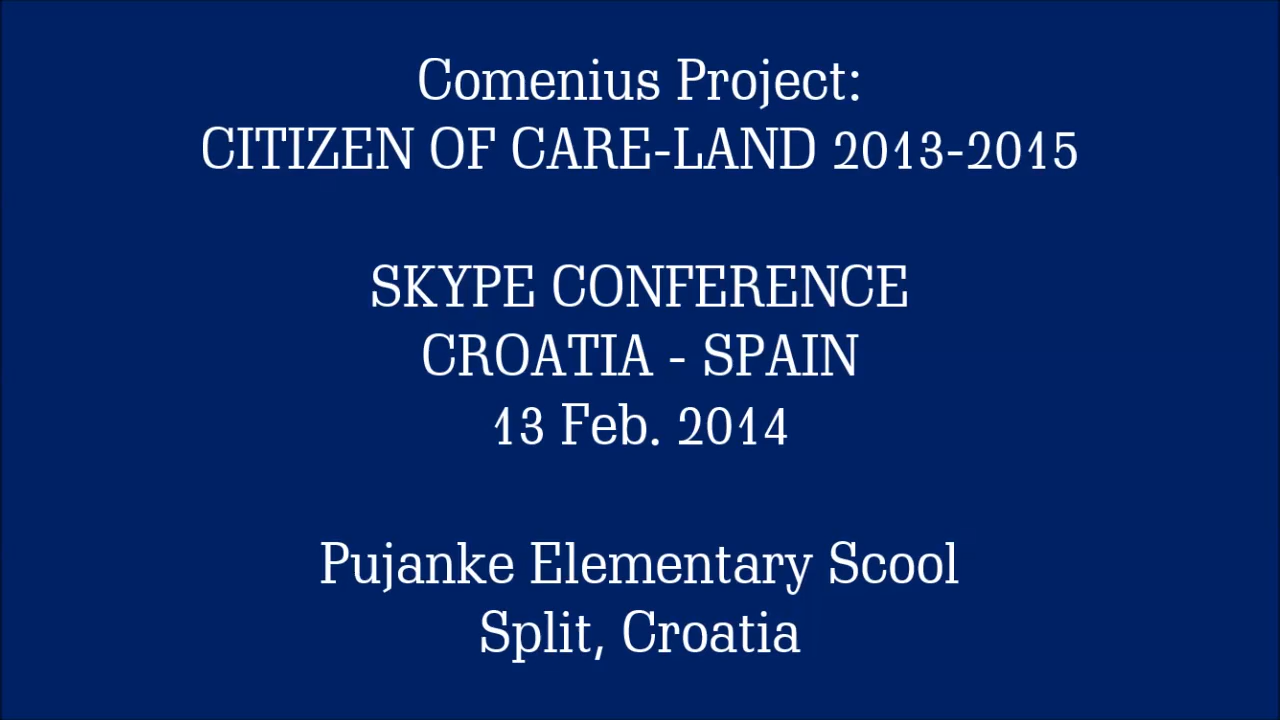 Comenius Project:
CITIZEN OF CARE-LAND 2013-2015
SKYPE CONFERENCE
CROATIA - SPAIN
13 Feb. 2014
Pujanke Elementary Scool
Split, Croatia